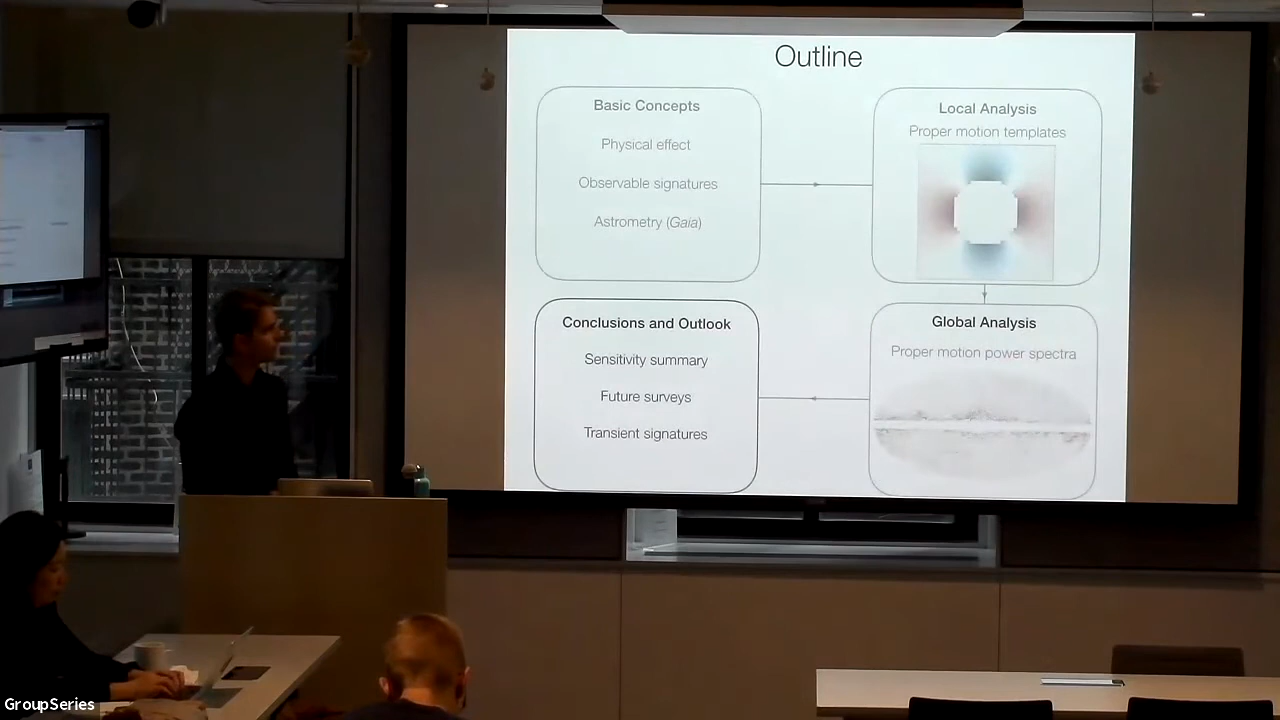 Outline
Basic Concepts
Physical effect
Observable signatures
Astrometry (Gaia)
Local Analysis
Proper motion templates
Global Analysis
Proper motion power spectra
Conclusions and Outlook
Sensitivity summary
Future surveys
Transient signatures
GroupSeries